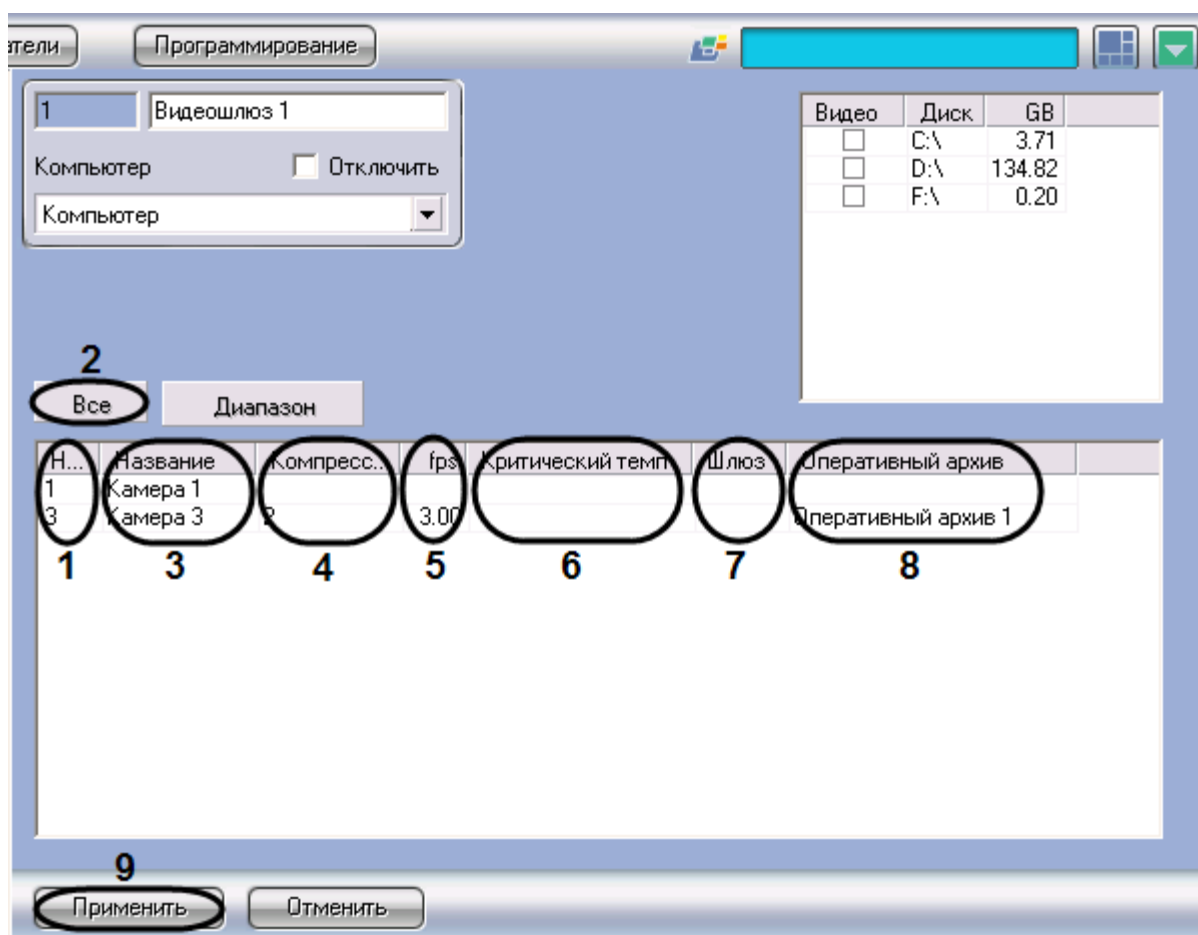 атели Программирование
1 Видеошлюз 1
Компьютер Отключить
Компьютер
Видео Диск GB
C:\ 3.71
D:\ 134.82
F:\ 0.20
2
Все Диапазон
Н... Название Компресс... fps Критический темп Шлюз Оперативный архив
1 Камера 1
3 Камера 3 2 3.00 Оперативный архив 1
1 3 4 5 6 7 8
9
Применить Отменить